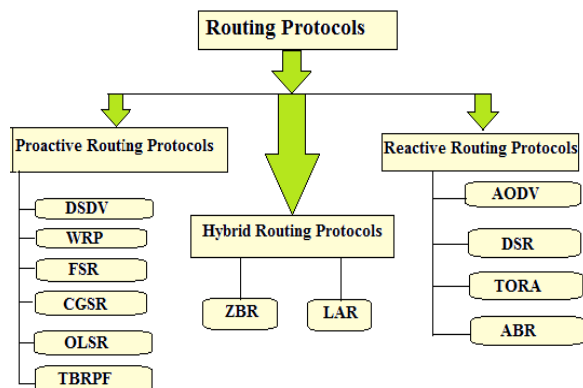 Routing Protocols
Proactive Routing Protocols
DSDV
WRP
FSR
CGSR
OLSR
TBRPF
Hybrid Routing Protocols
ZBR
LAR
Reactive Routing Protocols
AODV
DSR
TORA
ABR